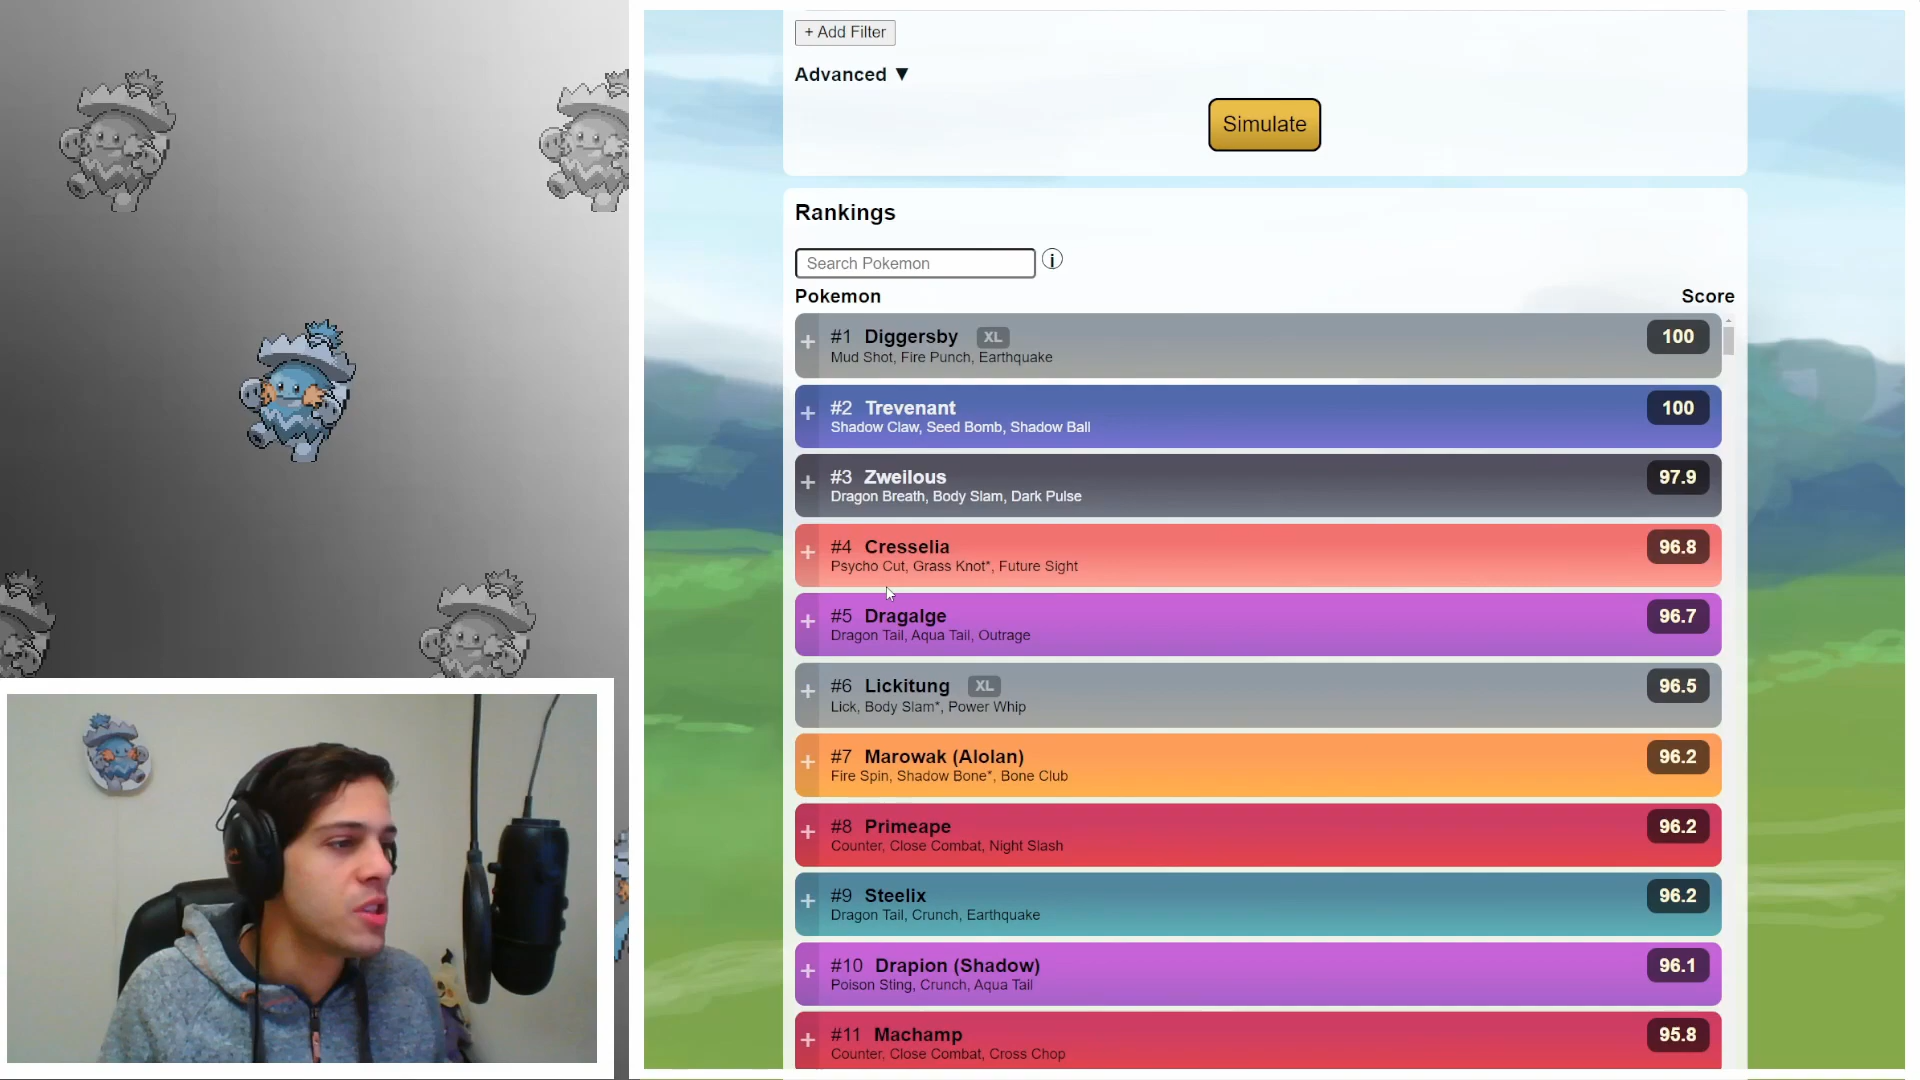 + Add Filter
Advanced ▼
Simulate
Rankings
Search Pokemon
i
Pokemon Score
+ #1 Diggersby XL 100
Mud Shot, Fire Punch, Earthquake
+ #2 Trevenant 100
Shadow Claw, Seed Bomb, Shadow Ball
+ #3 Zweilous 97.9
Dragon Breath, Body Slam, Dark Pulse
+ #4 Cresselia 96.8
Psycho Cut, Grass Knot*, Future Sight
+ #5 Dragalge 96.7
Dragon Tail, Aqua Tail, Outrage
+ #6 Lickitung XL 96.5
Lick, Body Slam*, Power Whip
+ #7 Marowak (Alolan) 96.2
Fire Spin, Shadow Bone*, Bone Club
+ #8 Primeape 96.2
Counter, Close Combat, Night Slash
+ #9 Steelix 96.2
Dragon Tail, Crunch, Earthquake
+ #10 Drapion (Shadow) 96.1
Poison Sting, Crunch, Aqua Tail
+ #11 Machamp 95.8
Counter, Close Combat, Cross Chop